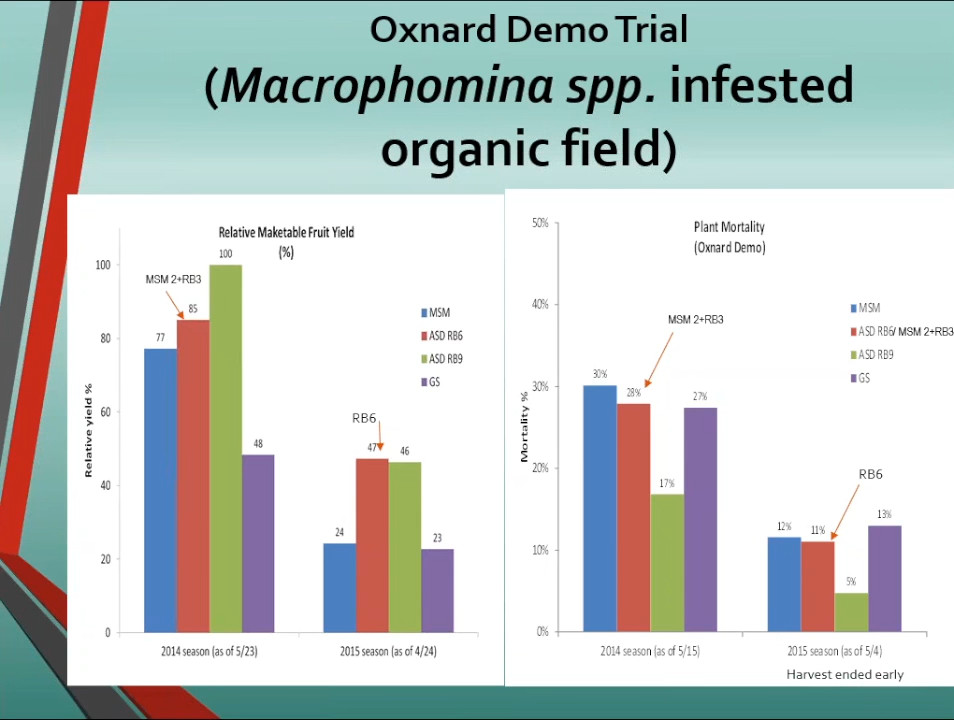 Oxnard Demo Trial
(Macrophomina spp. infested
organic field)
Relative Maketable Fruit Yield
(%)
Relative yield %
100
80
60
40
20
0
MSM 2+RB3
77
85
100
48
RB6
24
47
46
23
MSM
ASD RB6
ASD RB9
GS
2014 season (as of 5/23)
2015 season (as of 4/24)
Plant Mortality
(Oxnard Demo)
Mortality %
50%
40%
30%
20%
10%
0%
MSM 2+RB3
30%
28%
17%
27%
RB6
12%
11%
5%
13%
MSM
ASD RB6/ MSM 2+RB3
ASD RB9
GS
2014 season (as of 5/15)
2015 season (as of 5/4)
Harvest ended early